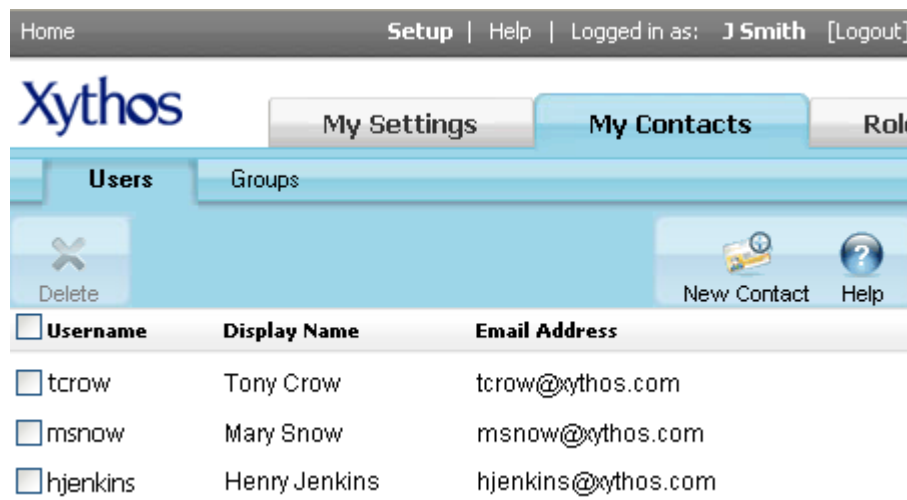 Home Setup | Help | Logged in as: J Smith [Logout]
Xythos
My Settings My Contacts
Users Groups
Delete New Contact Help
Username Display Name Email Address
tcrow Tony Crow tcrow@xythos.com
msnow Mary Snow msnow@xythos.com
hjenkins Henry Jenkins hjenkins@xythos.com